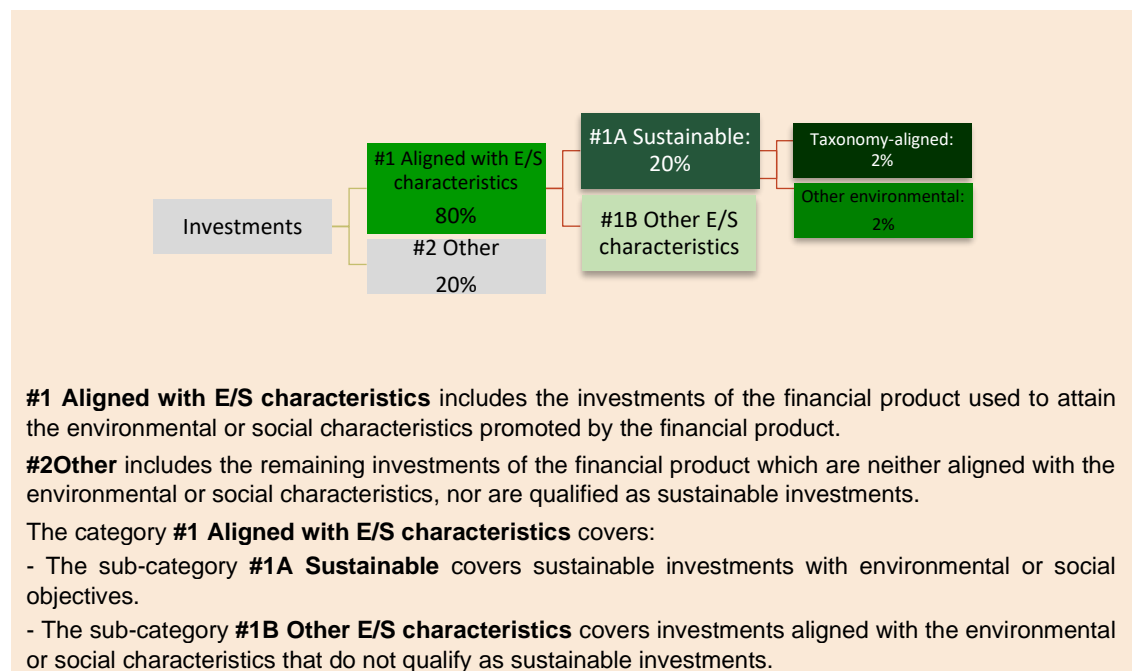 #1A Sustainable:
20%
Taxonomy-aligned:
2%
#1 Aligned with E/S
characteristics
80%
Other environmental:
2%
Investments
#1B Other E/S
characteristics
#2 Other
20%
#1 Aligned with E/S characteristics includes the investments of the financial product used to attain
the environmental or social characteristics promoted by the financial product.
#2Other includes the remaining investments of the financial product which are neither aligned with the
environmental or social characteristics, nor are qualified as sustainable investments.
The category #1 Aligned with E/S characteristics covers:
- The sub-category #1A Sustainable covers sustainable investments with environmental or social
objectives.
- The sub-category #1B Other E/S characteristics covers investments aligned with the environmental
or social characteristics that do not qualify as sustainable investments.